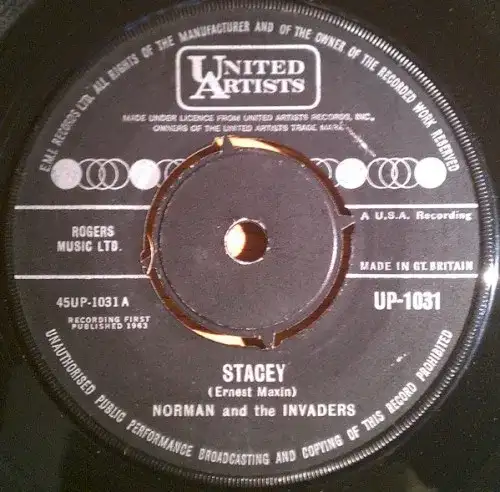 E.M.I. RECORDS LTD. ALL RIGHTS OF THE MANUFACTURER AND OF THE OWNER OF THE RECORDED WORK RESERVED
UNITED
ARTISTS
MADE UNDER LICENCE FROM UNITED ARTISTS RECORDS, INC.,
OWNERS OF THE UNITED ARTISTS TRADE MARK
A U.S.A. Recording
ROGERS
MUSIC LTD.
MADE IN GT. BRITAIN
45UP-1031 A
UP-1031
RECORDING FIRST
PUBLISHED 1963
STACEY
(Ernest Maxin)
NORMAN and the INVADERS
UNAUTHORISED PUBLIC PERFORMANCE BROADCASTING AND COPYING OF THIS RECORD PROHIBITED